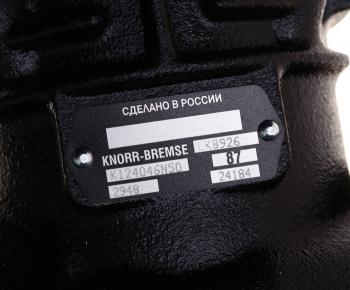 СДЕЛАНО В РОССИИ
KNORR-BREMSE LK8926
K124046N50 87
2948 24184